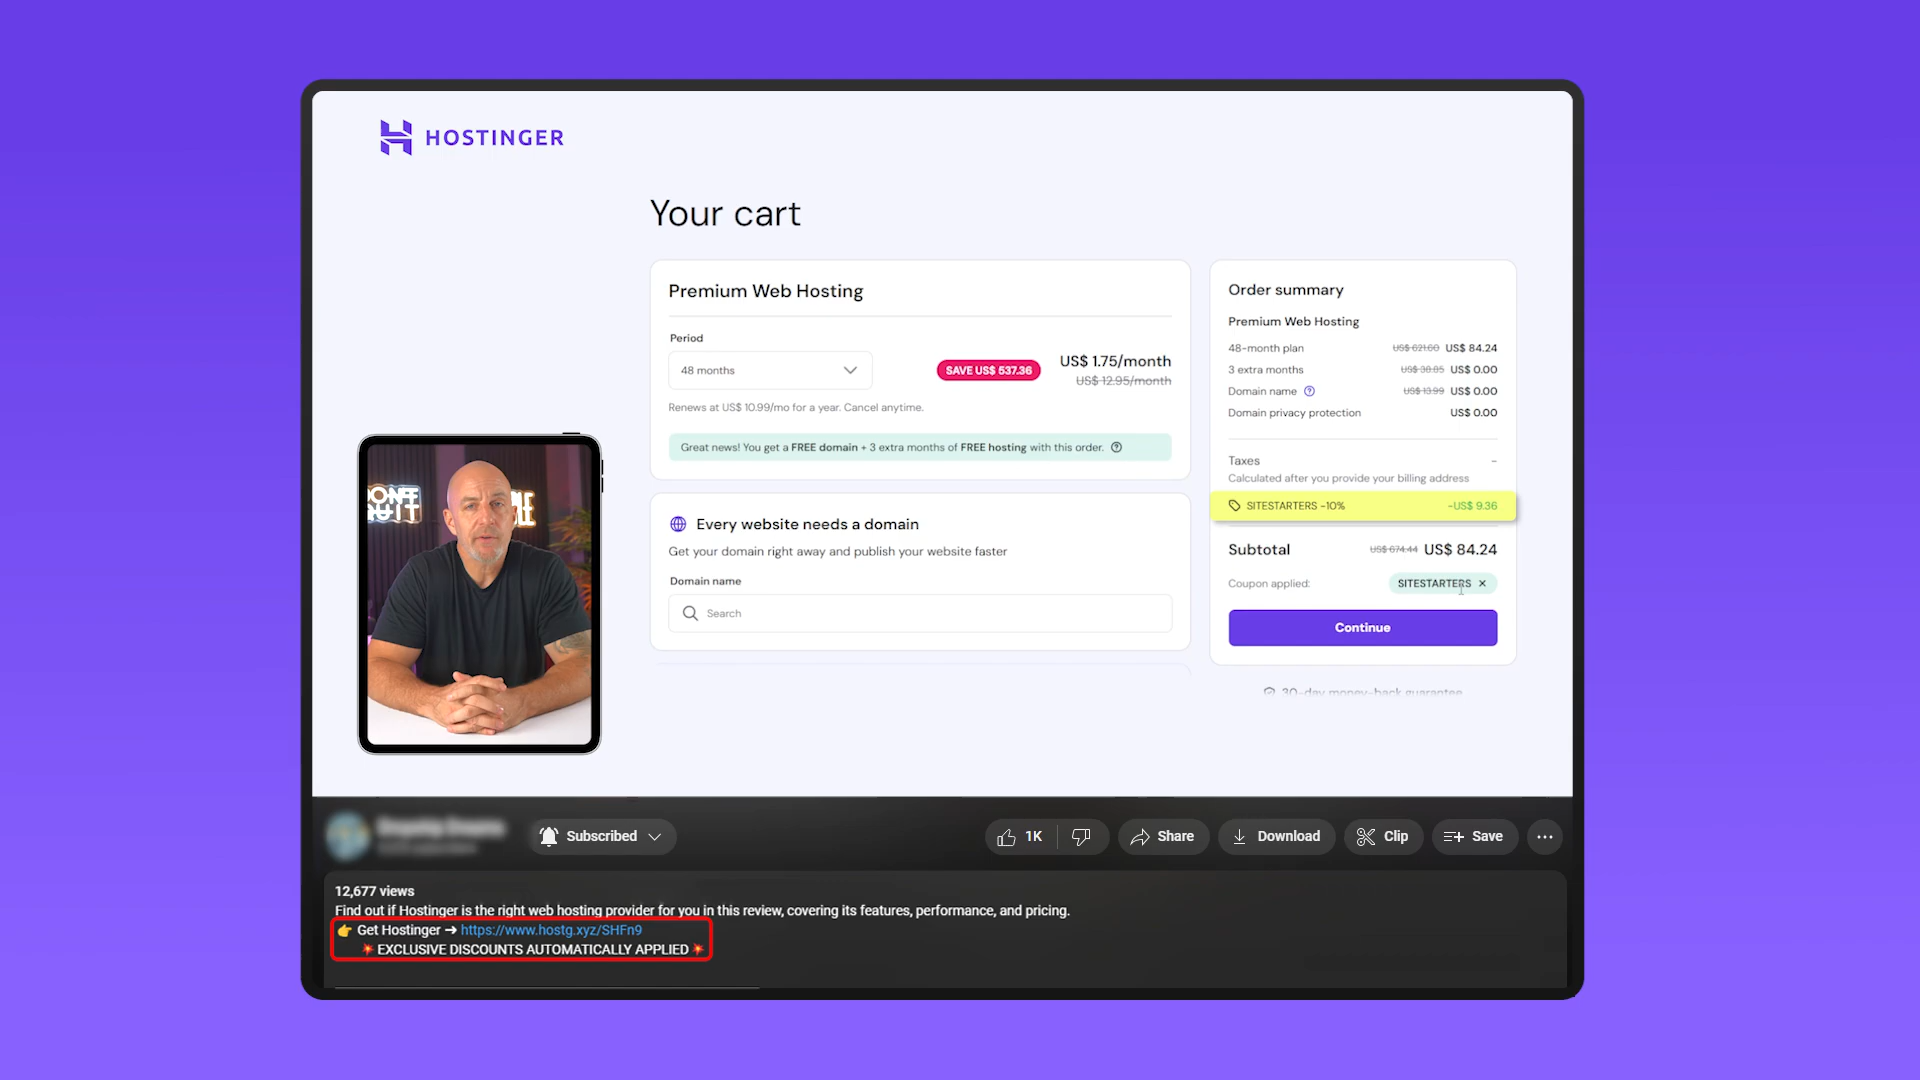 HOSTINGER
Your cart
Premium Web Hosting
Period
48 months
SAVE US$ 537.36
US$ 1.75/month
US$ 12.95/month
Renews at US$ 10.99/mo for a year. Cancel anytime.
Great news! You get a FREE domain + 3 extra months of FREE hosting with this order.
Every website needs a domain
Get your domain right away and publish your website faster
Domain name
Search
Order summary
Premium Web Hosting
48-month plan US$ 621.60 US$ 84.24
3 extra months US$ 38.85 US$ 0.00
Domain name US$ 13.99 US$ 0.00
Domain privacy protection US$ 0.00
Taxes -
Calculated after you provide your billing address
SITESTARTERS -10% -US$ 9.36
Subtotal US$ 674.44 US$ 84.24
Coupon applied: SITESTARTERS ×
Continue
30-day money-back guarantee
DON'T
QUIT
Subscribed
1K
Share
Download
Clip
Save
12,677 views
Find out if Hostinger is the right web hosting provider for you in this review, covering its features, performance, and pricing.
👉 Get Hostinger ➜ https://www.hostg.xyz/SHFn9
💥 EXCLUSIVE DISCOUNTS AUTOMATICALLY APPLIED 💥